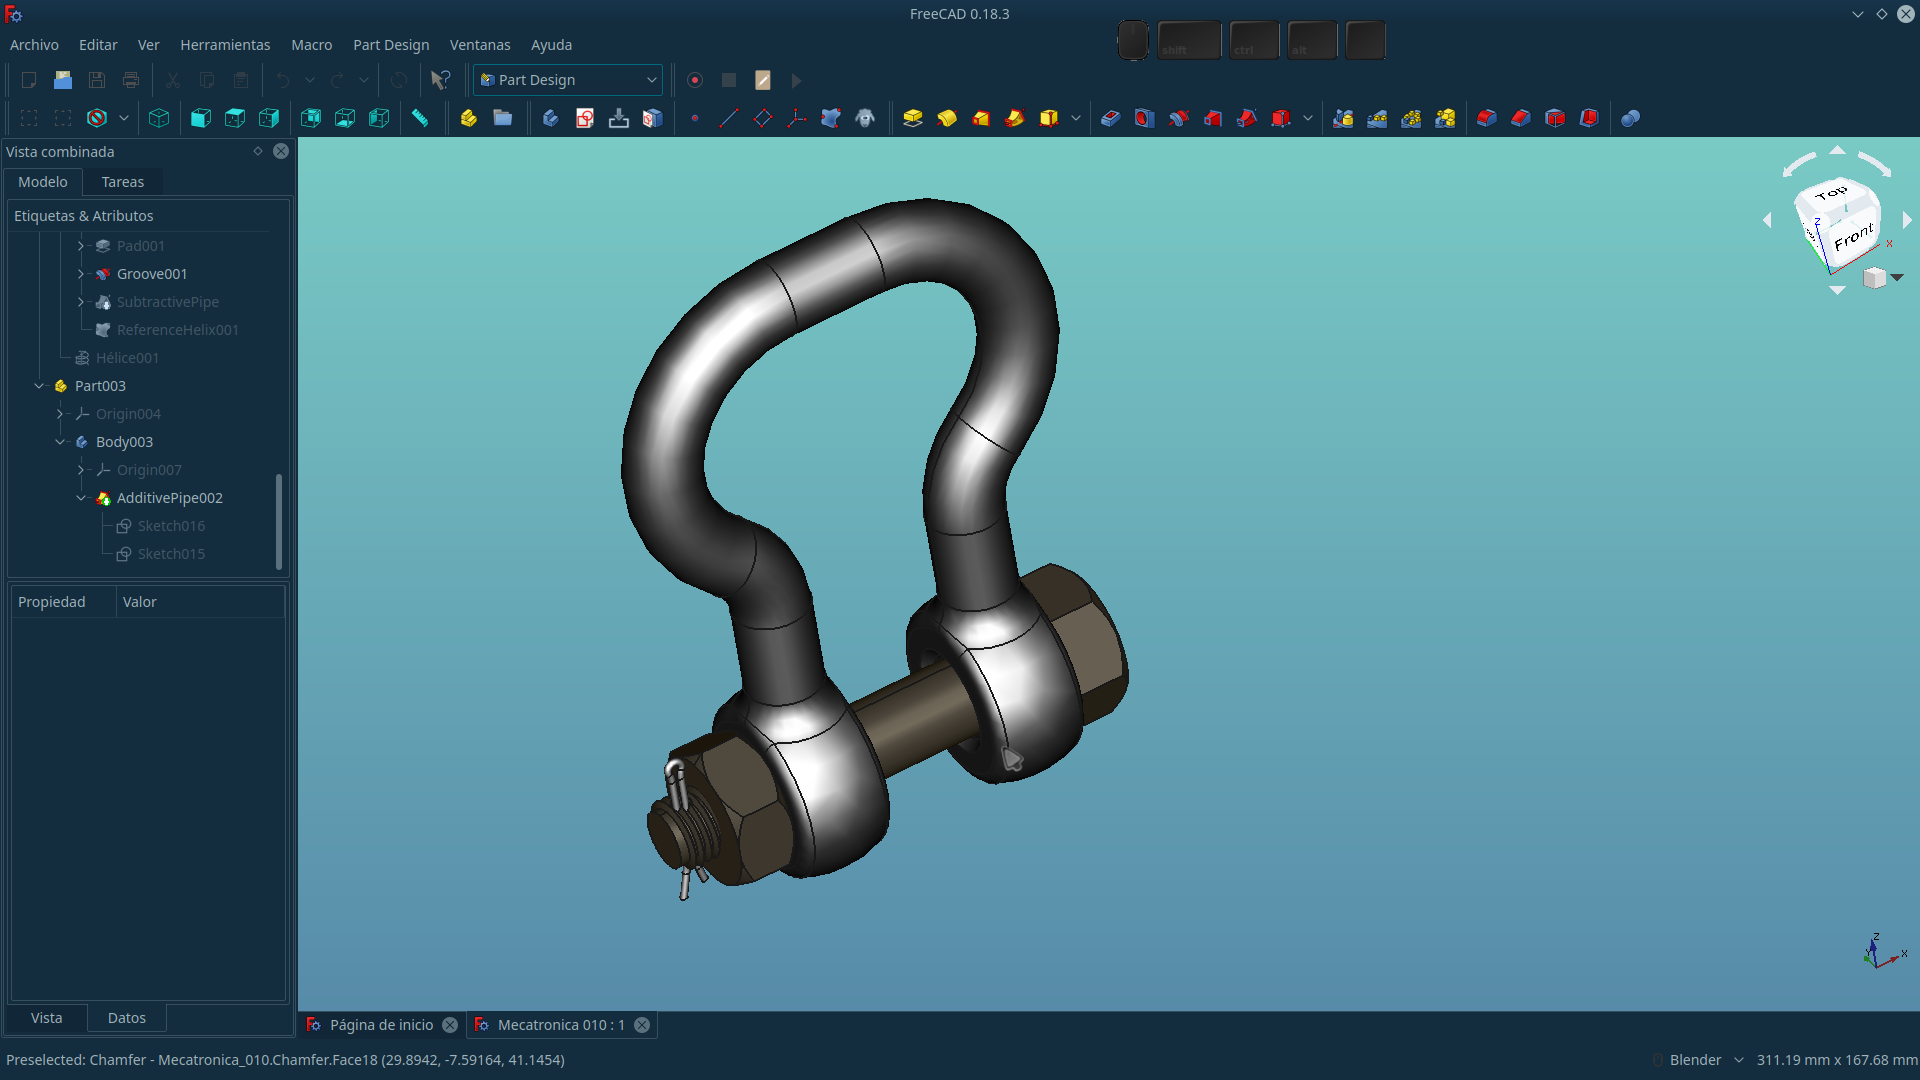 FreeCAD 0.18.3
Archivo Editar Ver Herramientas Macro Part Design Ventanas Ayuda
shift ctrl alt
Part Design
Vista combinada
Modelo Tareas
Etiquetas & Atributos
Pad001
Groove001
SubtractivePipe
ReferenceHelix001
Hélice001
Part003
Origin004
Body003
Origin007
AdditivePipe002
Sketch016
Sketch015
Propiedad Valor
Top
Front
Z
X
Z
Y
X
Vista Datos
Página de inicio Mecatronica 010 : 1
Preselected: Chamfer - Mecatronica_010.Chamfer.Face18 (29.8942, -7.59164, 41.1454)
Blender 311.19 mm x 167.68 mm